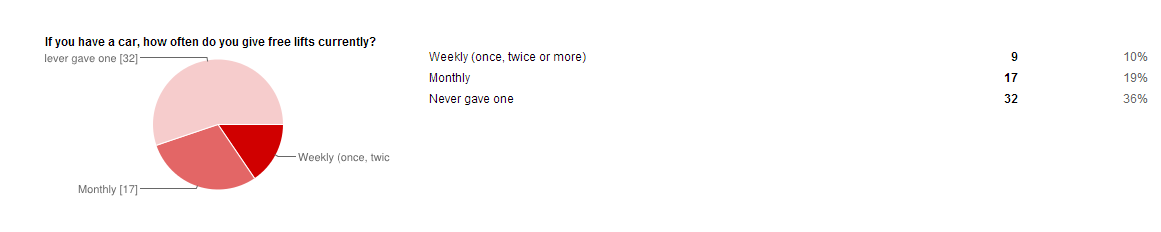 If you have a car, how often do you give free lifts currently?
lever gave one [32]
Weekly (once, twic
Monthly [17]
Weekly (once, twice or more) 9 10%
Monthly 17 19%
Never gave one 32 36%